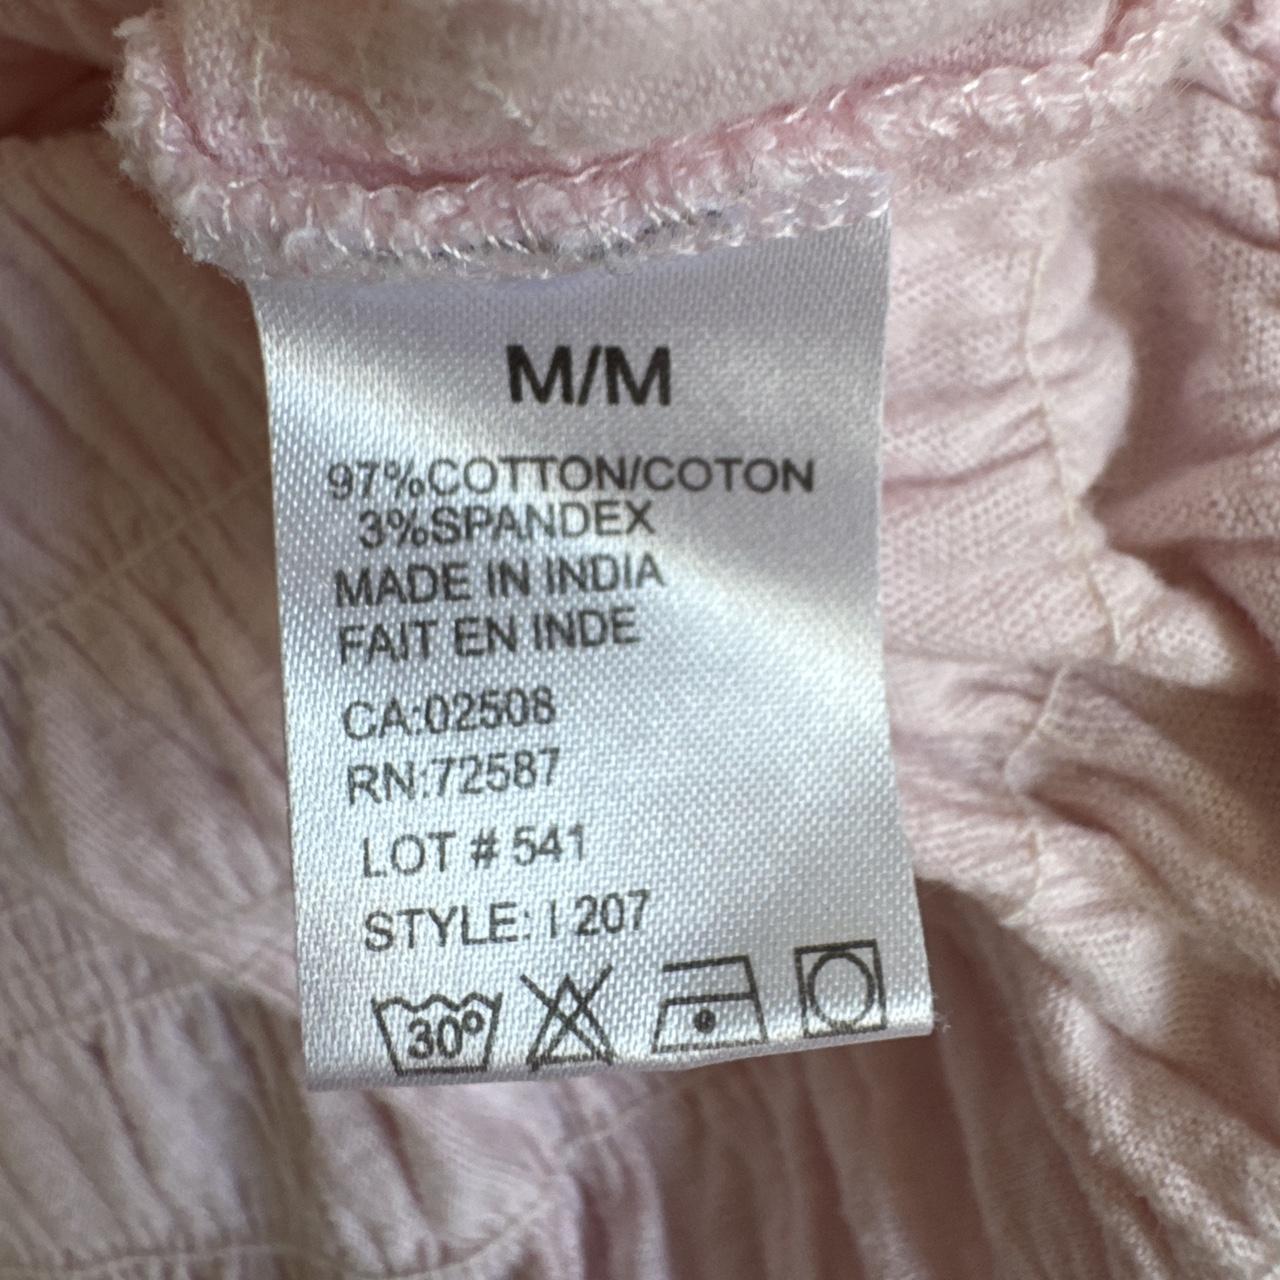 M/M
97%COTTON/COTON
3%SPANDEX
MADE IN INDIA
FAIT EN INDE
CA:02508
RN:72587
LOT # 541
STYLE: I 207
30º